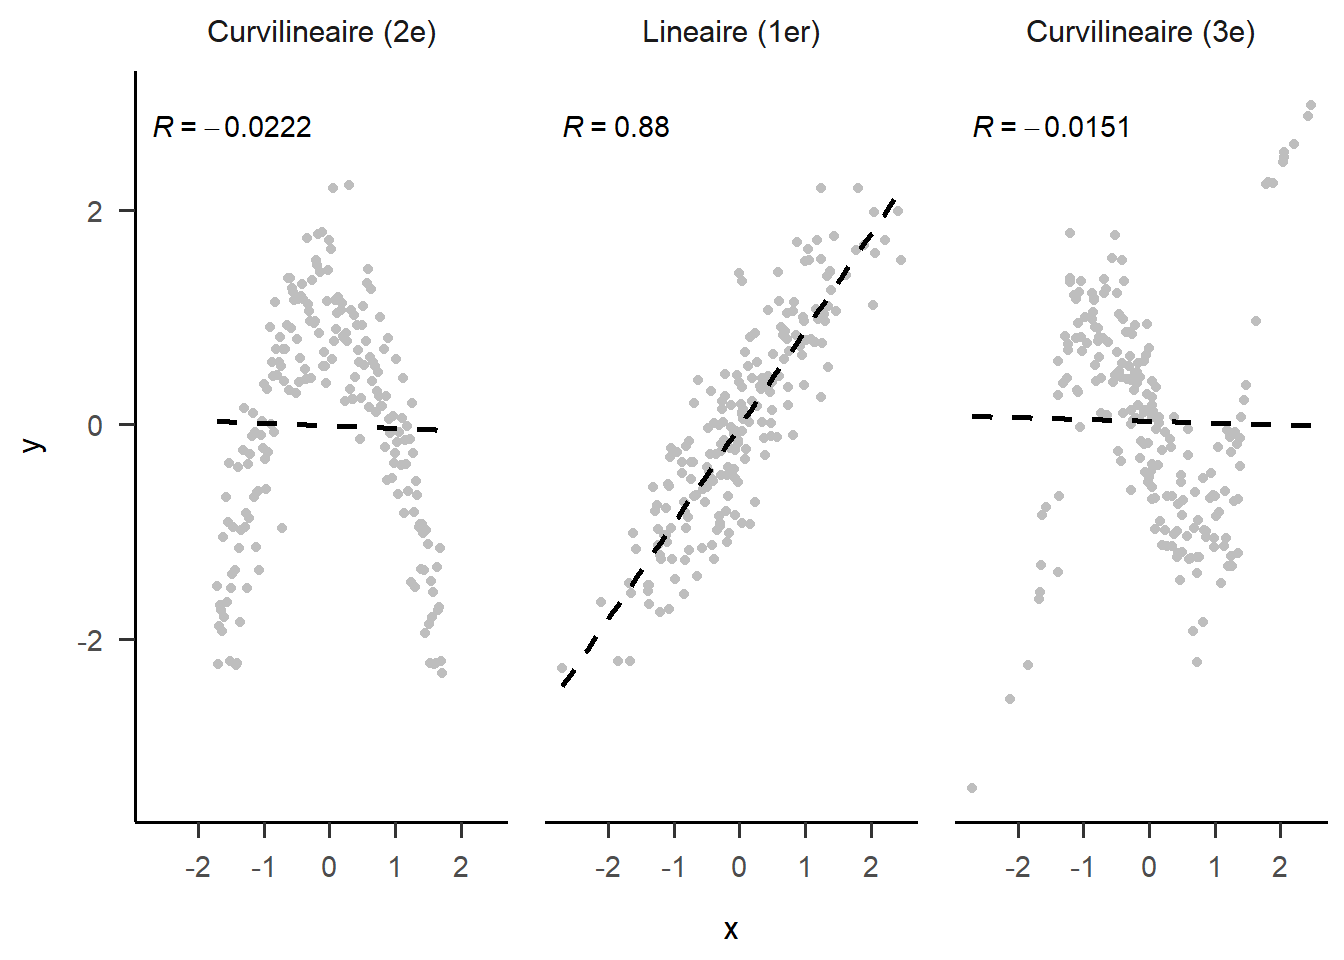 Curvilineaire (2e) Lineaire (1er) Curvilineaire (3e)
R = −0.0222 R = 0.88 R = −0.0151
2
0
-2
y
-2 -1 0 1 2 -2 -1 0 1 2 -2 -1 0 1 2
x